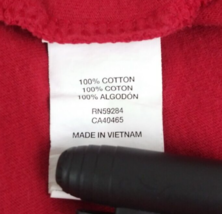 100% COTTON
100% COTON
100% ALGODÓN
RN59284
CA40465
MADE IN VIETNAM